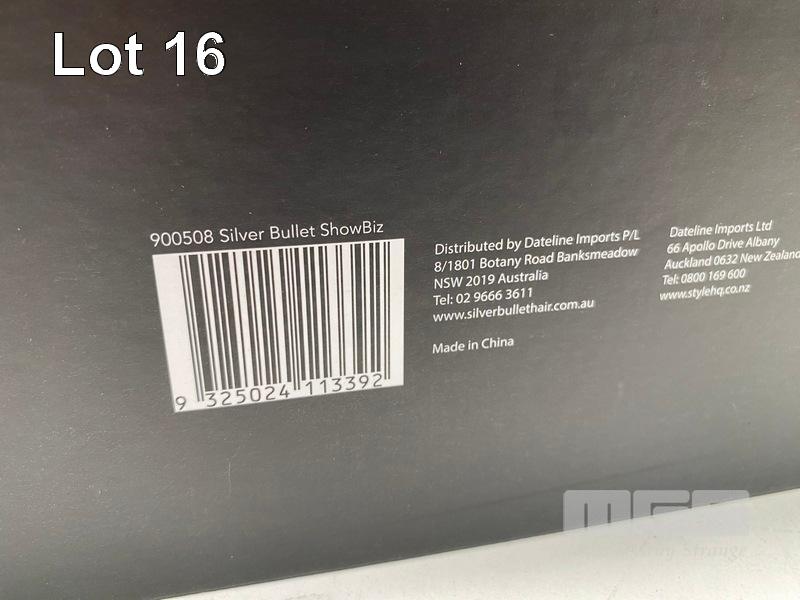 Lot 16
900508 Silver Bullet ShowBiz
9 325024 113392
Distributed by Dateline Imports P/L
8/1801 Botany Road Banksmeadow
NSW 2019 Australia
Tel: 02 9666 3611
www.silverbullethair.com.au
Made in China
Dateline Imports Ltd
66 Apollo Drive Albany
Auckland 0632 New Zealand
Tel: 0800 169 600
www.stylehq.co.nz
Strange